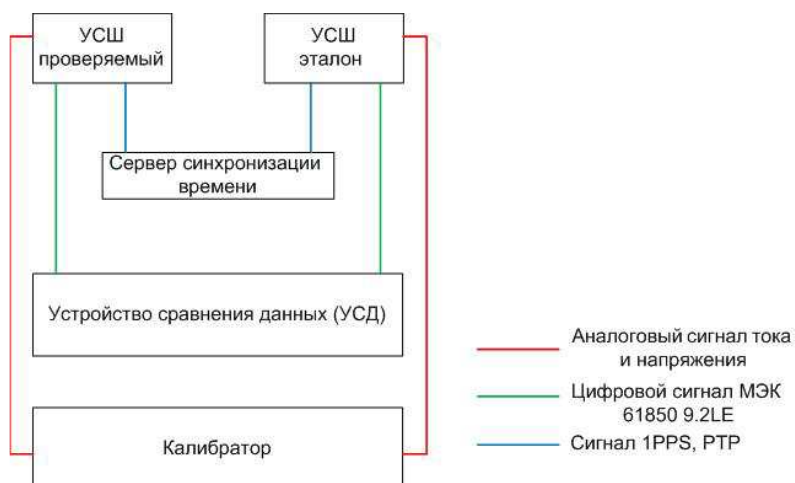 УСШ
проверяемый
УСШ
эталон
Сервер синхронизации
времени
Устройство сравнения данных (УСД)
Калибратор
Аналоговый сигнал тока
и напряжения
Цифровой сигнал МЭК
61850 9.2LE
Сигнал 1PPS, PTP